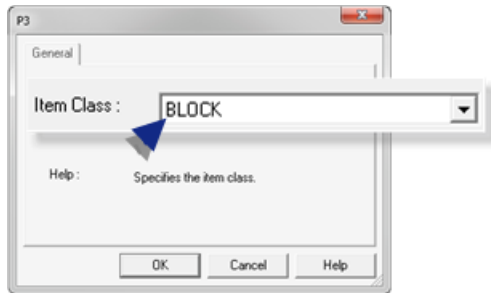 P3
General
Item Class : BLOCK
Help : Specifies the item class.
OK Cancel Help